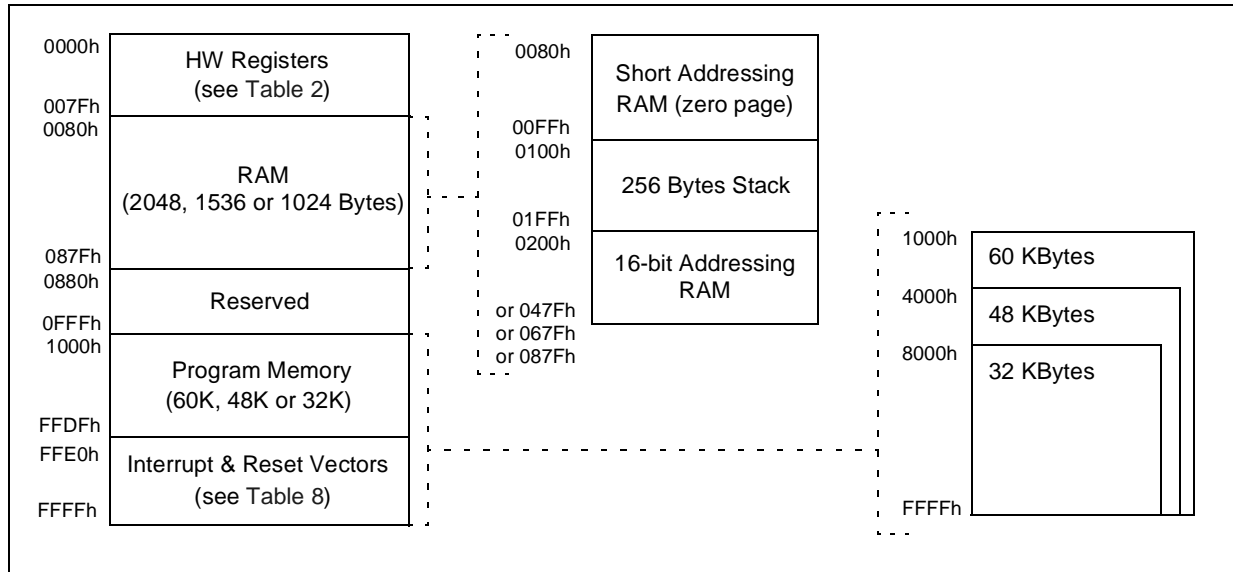 0000h
HW Registers
(see Table 2)
007Fh
0080h
RAM
(2048, 1536 or 1024 Bytes)
087Fh
0880h
Reserved
0FFFh
1000h
Program Memory
(60K, 48K or 32K)
FFDFh
FFE0h
Interrupt & Reset Vectors
(see Table 8)
FFFFh
0080h
Short Addressing
RAM (zero page)
00FFh
0100h
256 Bytes Stack
01FFh
0200h
16-bit Addressing
RAM
or 047Fh
or 067Fh
or 087Fh
1000h
60 KBytes
4000h
48 KBytes
8000h
32 KBytes
FFFFh